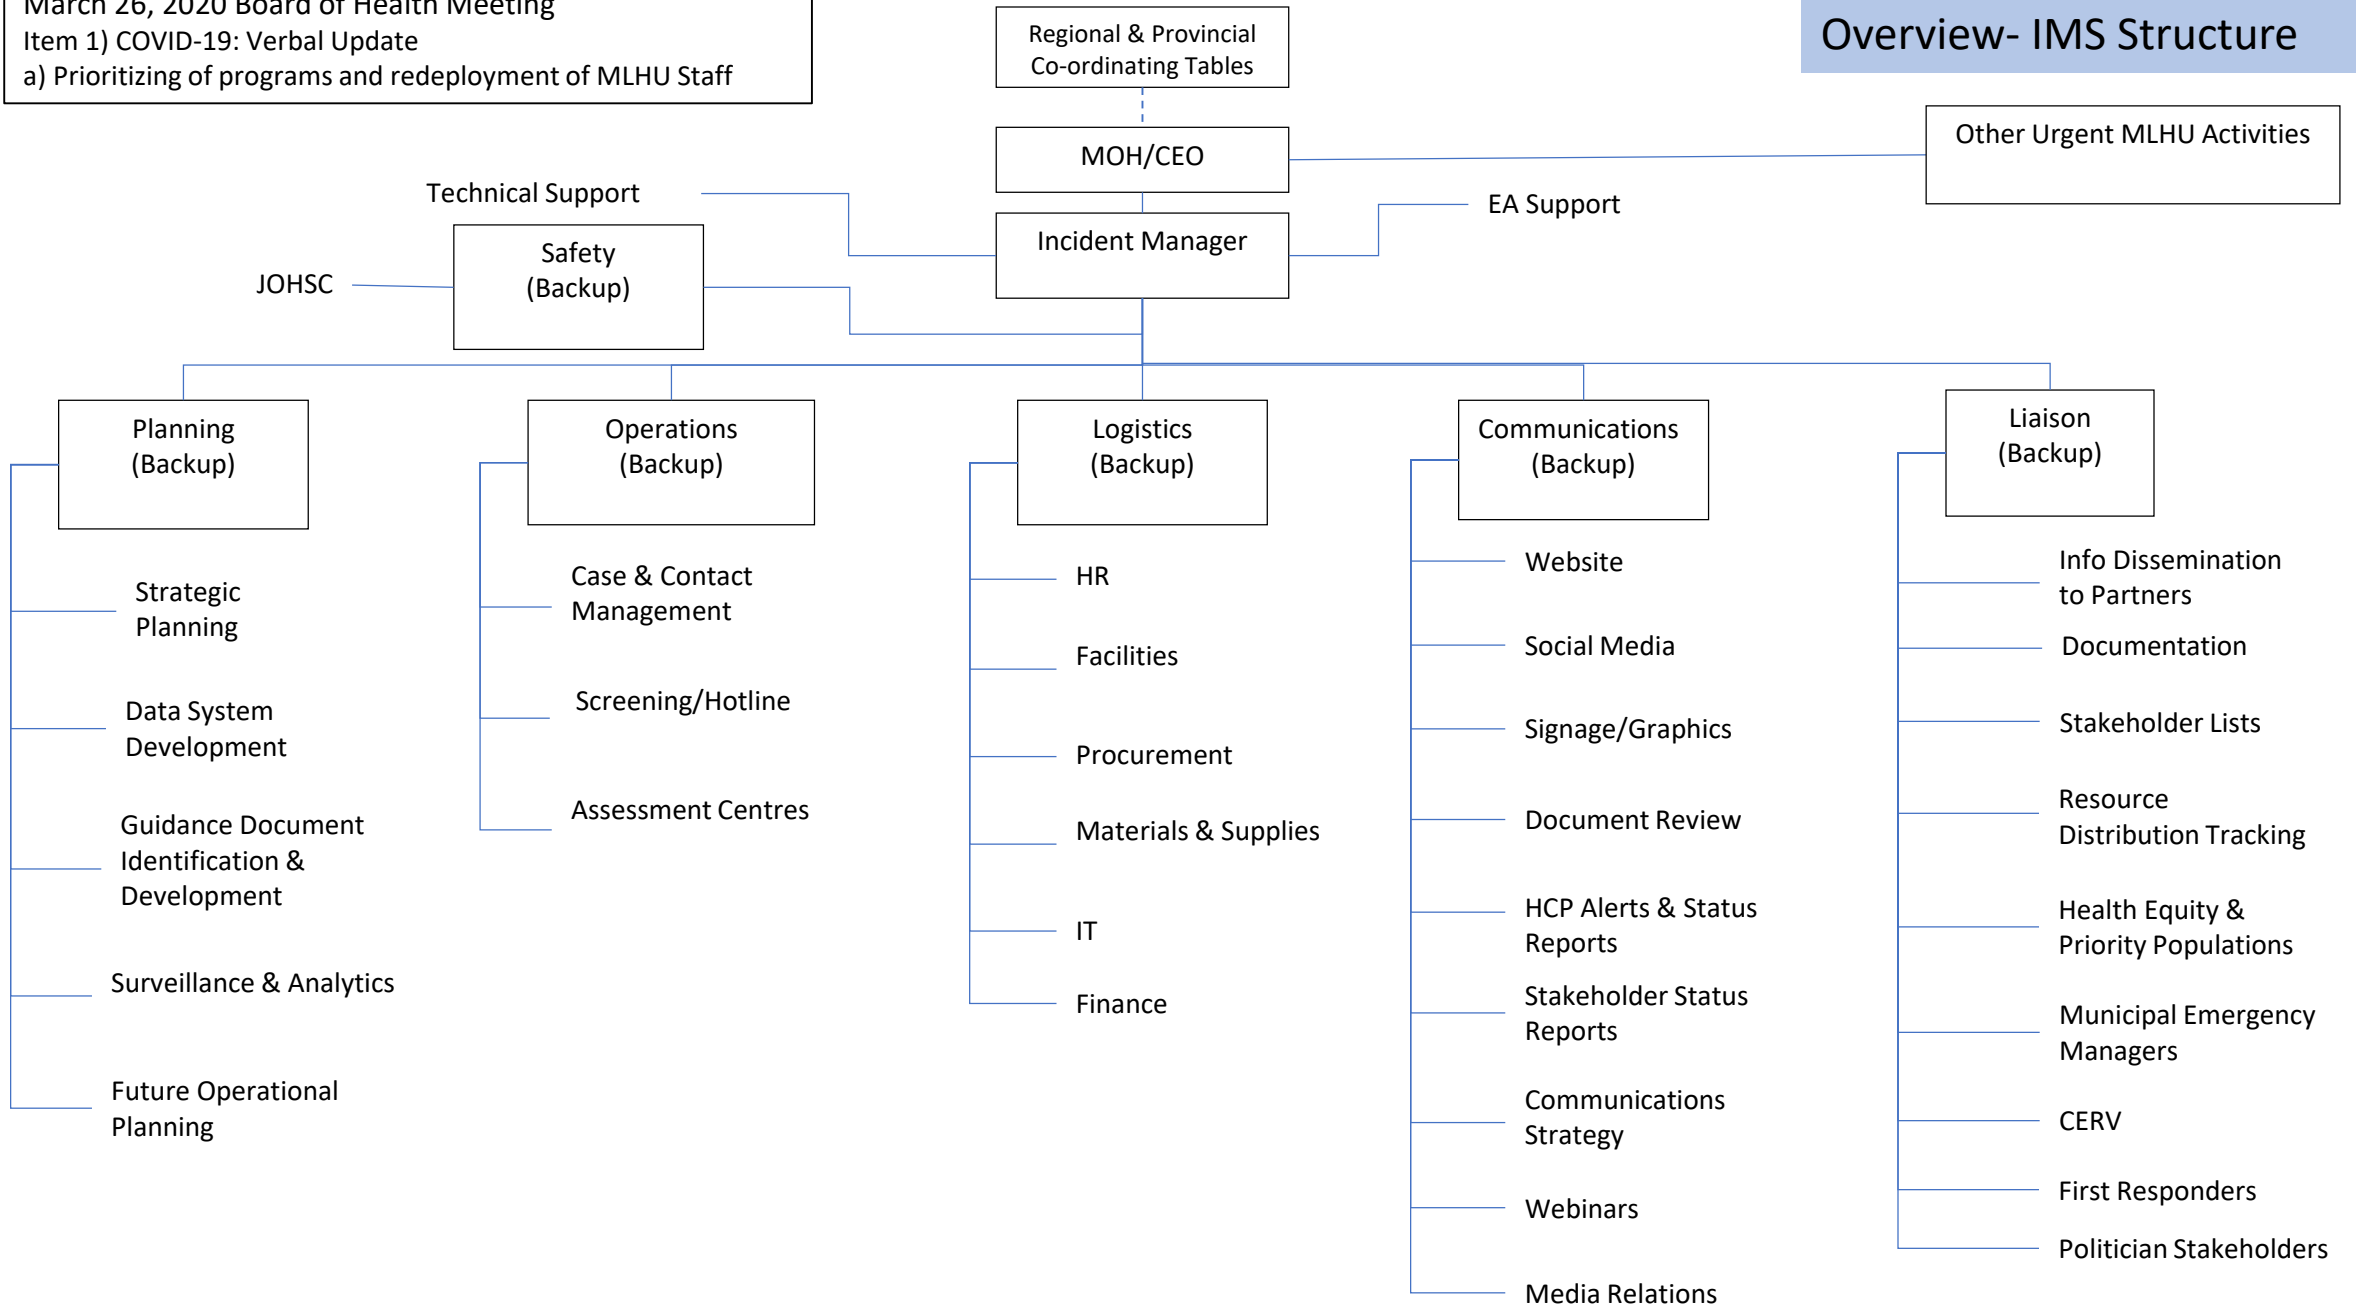 March 26, 2020 Board of Health Meeting
Item 1) COVID-19: Verbal Update
a) Prioritizing of programs and redeployment of MLHU Staff
Regional & Provincial
Co-ordinating Tables
Overview- IMS Structure
MOH/CEO
Other Urgent MLHU Activities
Technical Support
EA Support
Incident Manager
Safety
(Backup)
JOHSC
Planning
(Backup)
Strategic
Planning
Data System
Development
Guidance Document
Identification &
Development
Surveillance & Analytics
Future Operational
Planning
Operations
(Backup)
Case & Contact
Management
Screening/Hotline
Assessment Centres
Logistics
(Backup)
HR
Facilities
Procurement
Materials & Supplies
IT
Finance
Communications
(Backup)
Website
Social Media
Signage/Graphics
Document Review
HCP Alerts & Status
Reports
Stakeholder Status
Reports
Communications
Strategy
Webinars
Media Relations
Liaison
(Backup)
Info Dissemination
to Partners
Documentation
Stakeholder Lists
Resource
Distribution Tracking
Health Equity &
Priority Populations
Municipal Emergency
Managers
CERV
First Responders
Politician Stakeholders